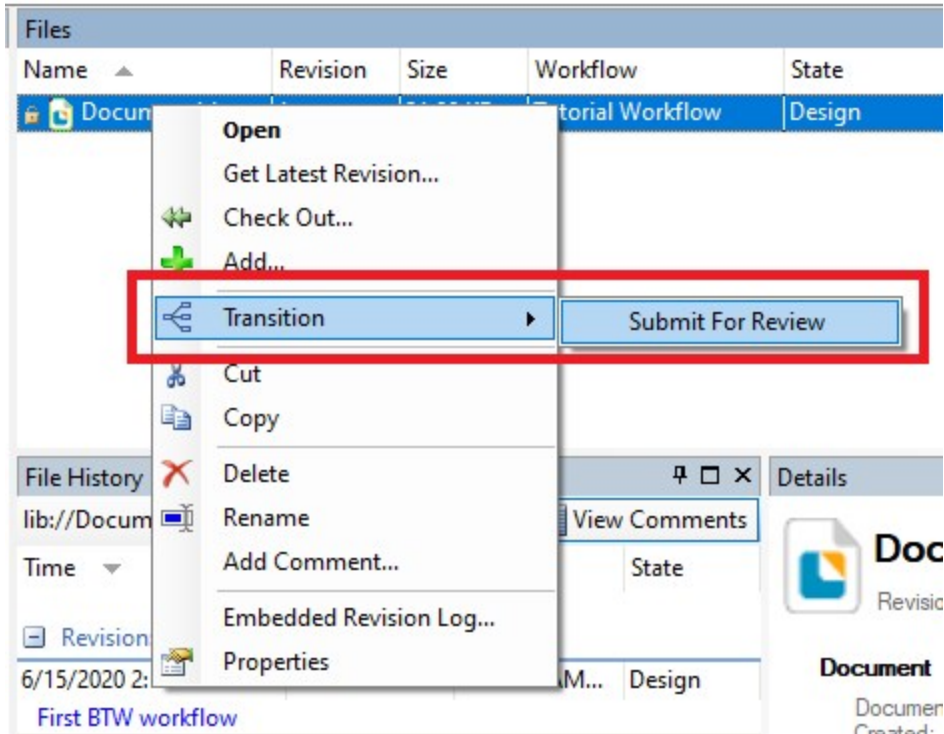 Files
Name Revision Size Workflow State
Docum Workflow Design
Open
Get Latest Revision...
Check Out...
Add...
Transition Submit For Review
Cut
Copy
File History Delete Details
lib://Docum Rename View Comments
Doc
Time Add Comment... State
Revisio
Revision Embedded Revision Log...
6/15/2020 2: Properties AM... Design Document
First BTW workflow Documen
Created: